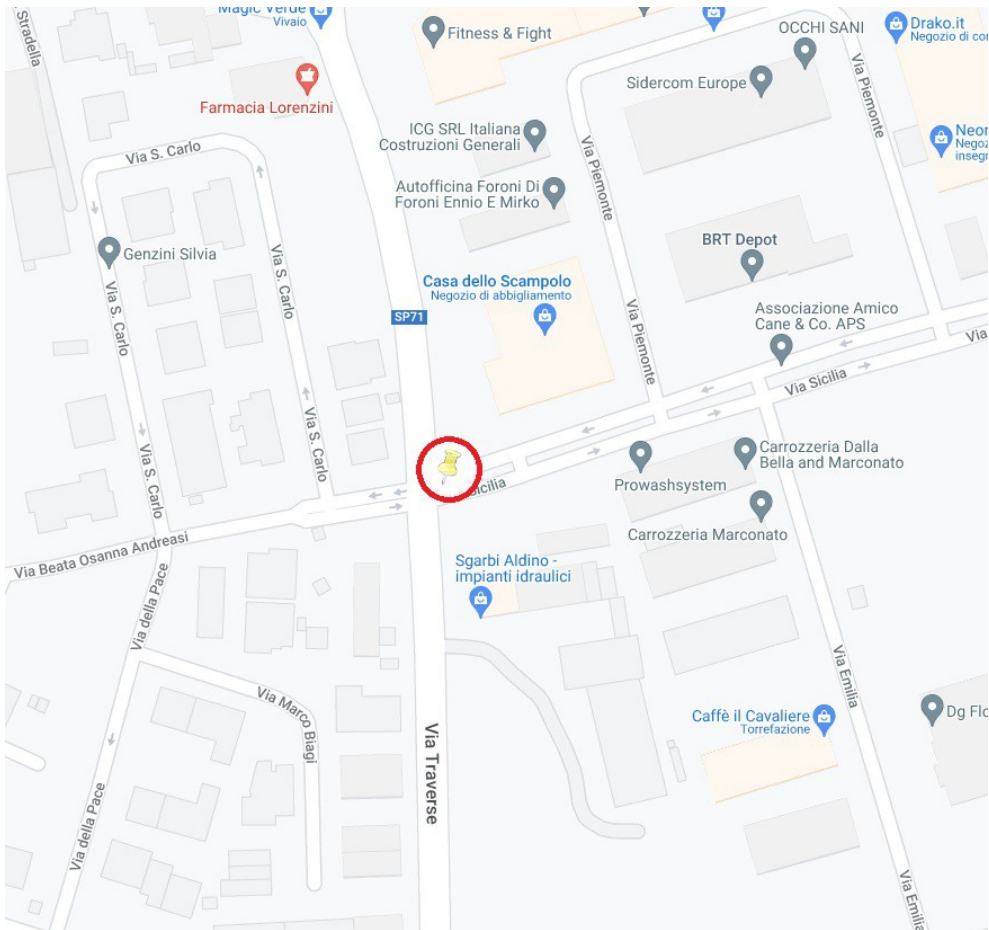 Stradella
Magic Verde
Vivaio
Fitness & Fight
OCCHI SANI
Drako.it
Negozio di cor
Sidercom Europe
Farmacia Lorenzini
Via Piemonte
ICG SRL Italiana
Costruzioni Generali
Via Piemonte
Neor
Negoz
insegr
Via S. Carlo
Autofficina Foroni Di
Foroni Ennio E Mirko
BRT Depot
Genzini Silvia
Via S. Carlo
Casa dello Scampolo
Negozio di abbigliamento
Via S. Carlo
SP71
Via Piemonte
Associazione Amico
Cane & Co. APS
Via
Via Sicilia
Via S. Carlo
Via S. Carlo
Carrozzeria Dalla
Bella and Marconato
Prowashsystem
Sicilia
Carrozzeria Marconato
Via Beata Osanna Andreasi
Sgarbi Aldino -
impianti idraulici
Via della Pace
Via Emilia
Via Marco Biagi
Caffè il Cavaliere
Torrefazione
Dg Flo
Via Traverse
Via della Pace
Via Emilia